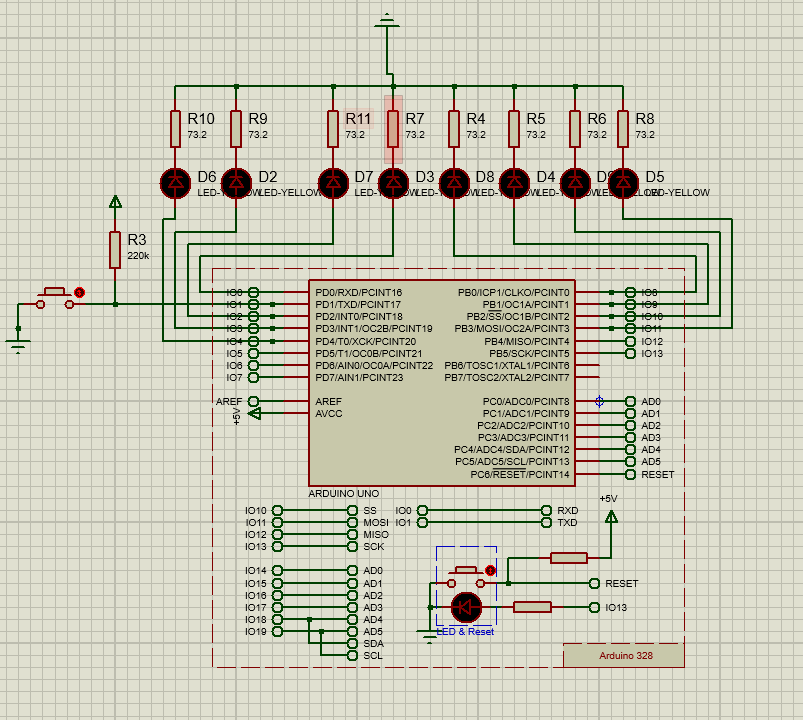 R10 R9 R11 R7 R4 R5 R6 R8
73.2 73.2 73.2 73.2 73.2 73.2 73.2 73.2
D6 D2 D7 D3 D8 D4 D9 D5
LED-YELLOW LED-YELLOW LED-YELLOW LED-YELLOW LED-YELLOW LED-YELLOW
R3
220k
IO0 PD0/RXD/PCINT16 PB0/ICP1/CLKO/PCINT0 IO8
IO1 PD1/TXD/PCINT17 PB1/OC1A/PCINT1 IO9
IO2 PD2/INT0/PCINT18 PB2/SS/OC1B/PCINT2 IO10
IO3 PD3/INT1/OC2B/PCINT19 PB3/MOSI/OC2A/PCINT3 IO11
IO4 PD4/T0/XCK/PCINT20 PB4/MISO/PCINT4 IO12
IO5 PD5/T1/OC0B/PCINT21 PB5/SCK/PCINT5 IO13
IO6 PD6/AIN0/OC0A/PCINT22 PB6/TOSC1/XTAL1/PCINT6
IO7 PD7/AIN1/PCINT23 PB7/TOSC2/XTAL2/PCINT7
AREF AREF PC0/ADC0/PCINT8 AD0
+5V AVCC PC1/ADC1/PCINT9 AD1
PC2/ADC2/PCINT10 AD2
PC3/ADC3/PCINT11 AD3
PC4/ADC4/SDA/PCINT12 AD4
PC5/ADC5/SCL/PCINT13 AD5
PC6/RESET/PCINT14 RESET
ARDUINO UNO +5V
IO10 SS IO0 RXD
IO11 MOSI IO1 TXD
IO12 MISO
IO13 SCK
IO14 AD0
IO15 AD1 RESET
IO16 AD2
IO17 AD3 IO13
IO18 AD4
IO19 AD5 LED & Reset
SDA
SCL Arduino 328